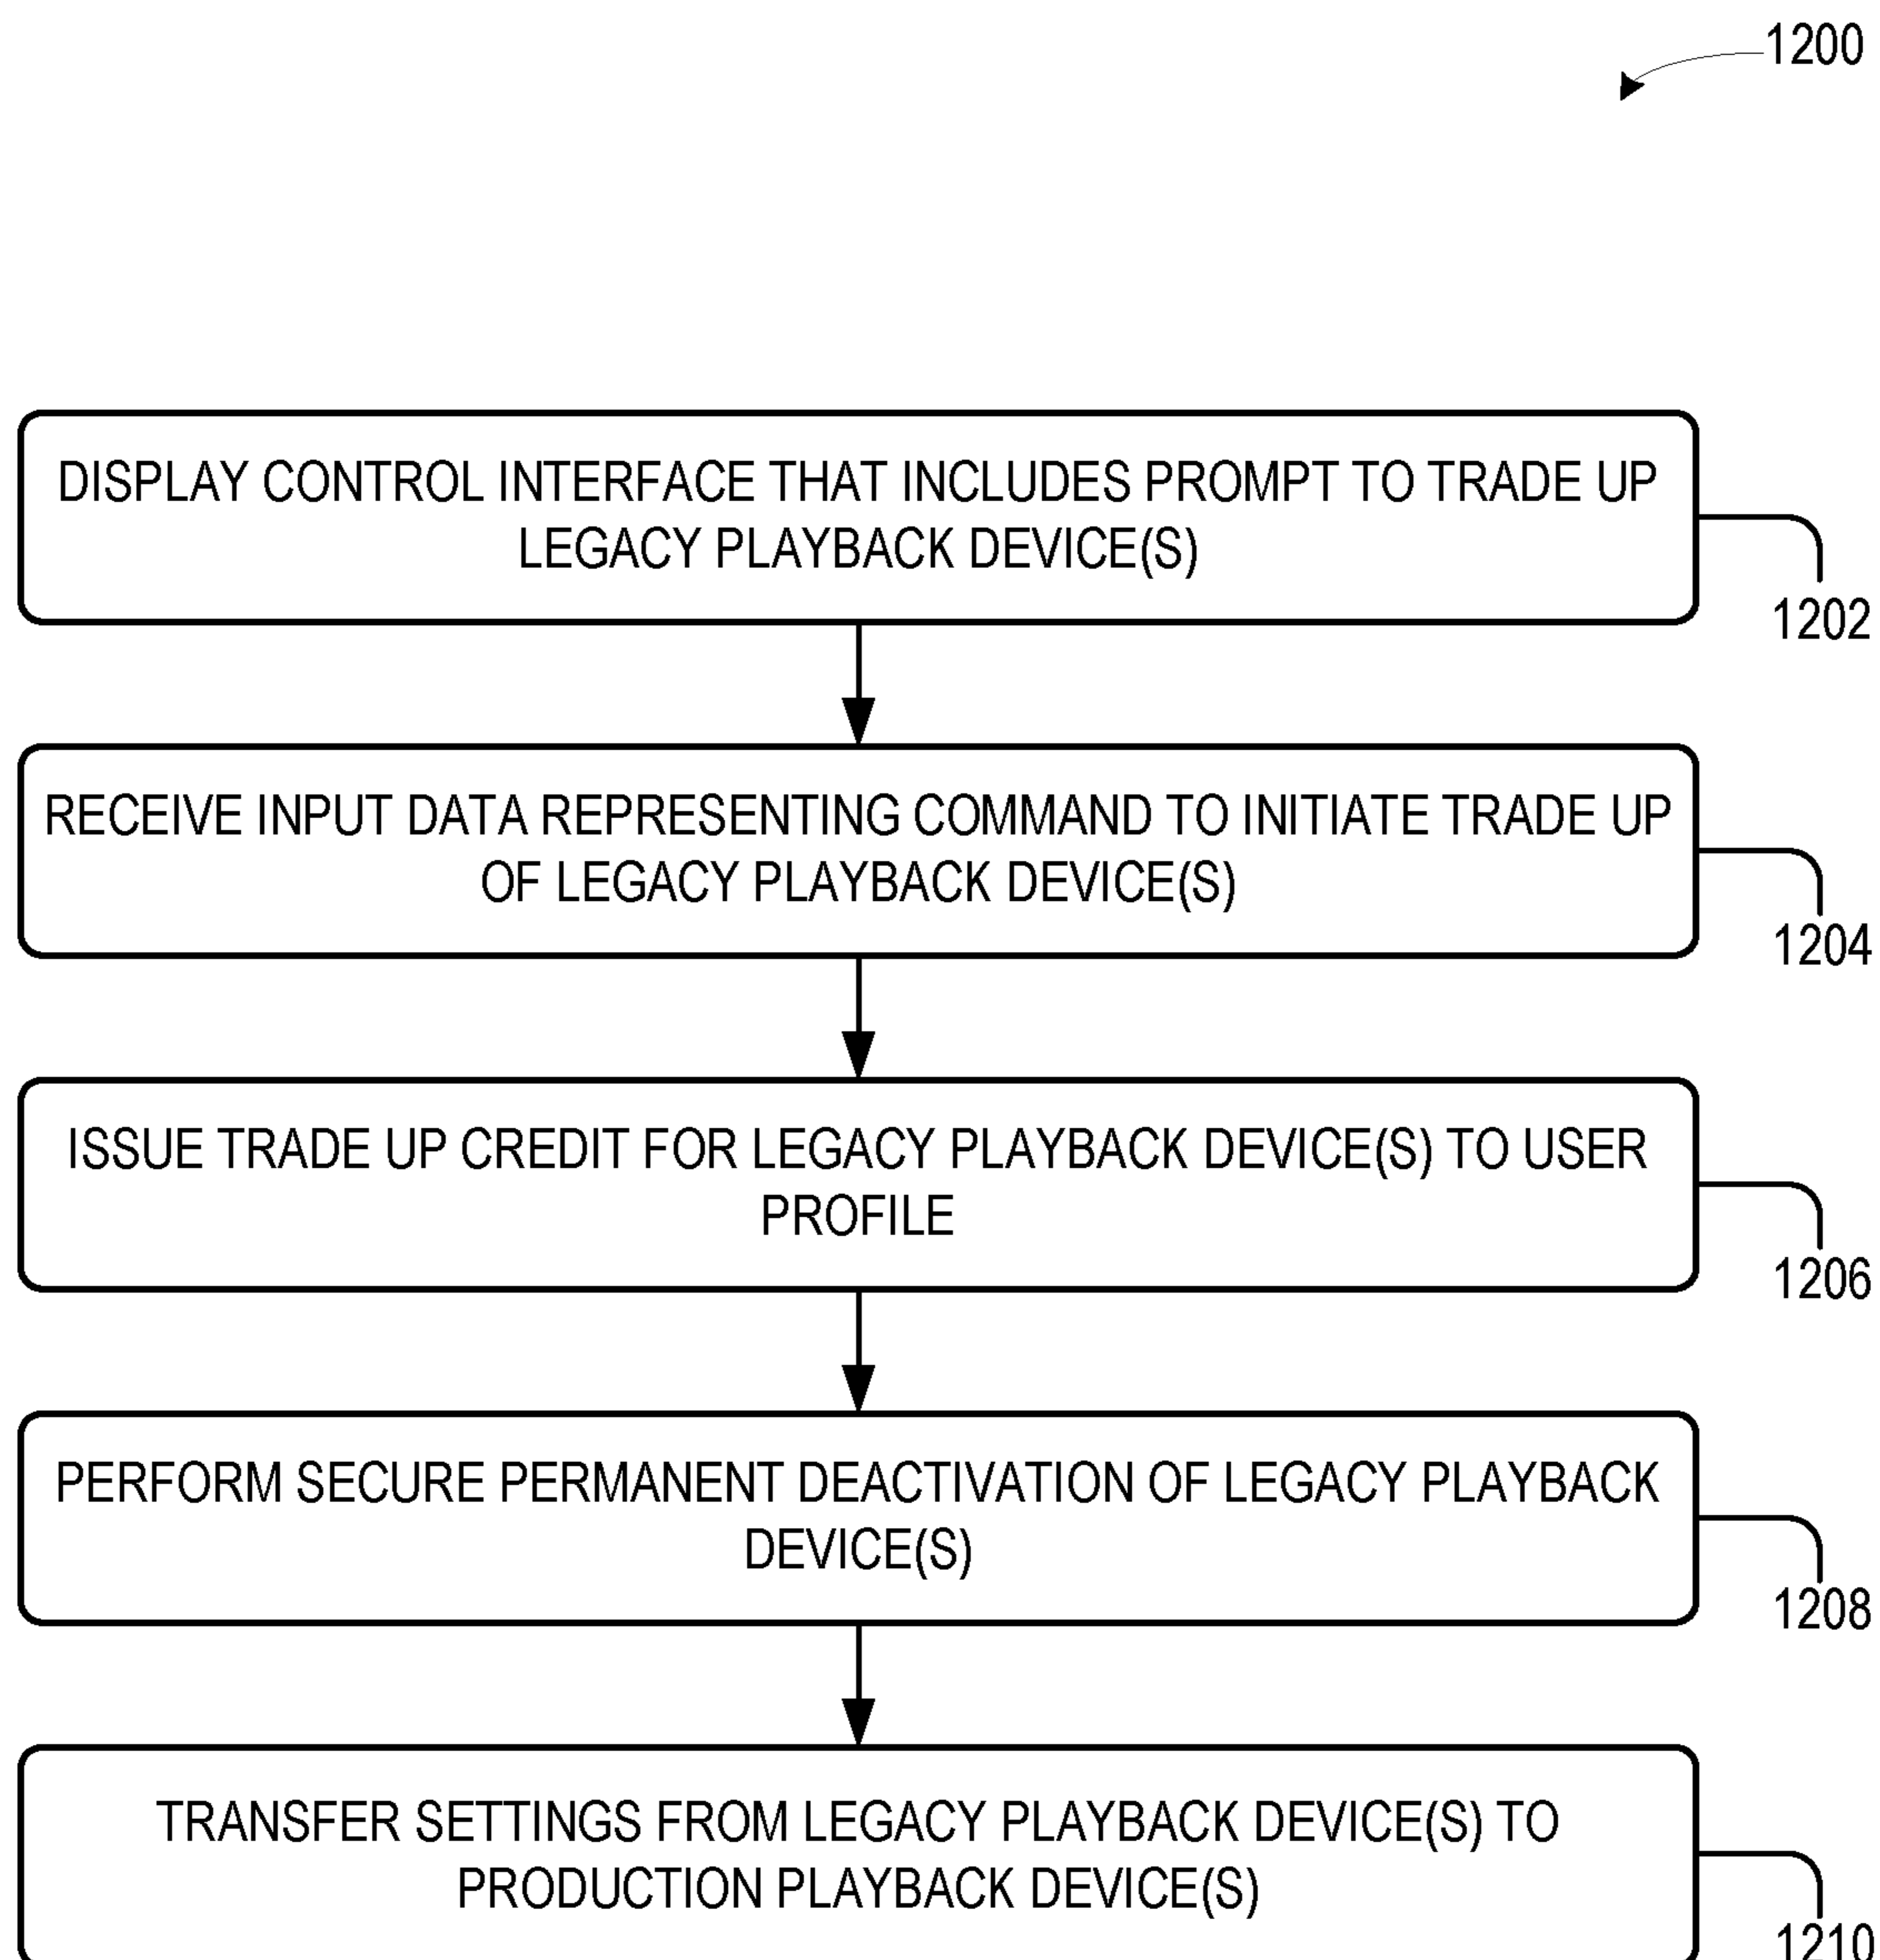 1200
DISPLAY CONTROL INTERFACE THAT INCLUDES PROMPT TO TRADE UP
LEGACY PLAYBACK DEVICE(S)
1202
RECEIVE INPUT DATA REPRESENTING COMMAND TO INITIATE TRADE UP
OF LEGACY PLAYBACK DEVICE(S)
1204
ISSUE TRADE UP CREDIT FOR LEGACY PLAYBACK DEVICE(S) TO USER
PROFILE
1206
PERFORM SECURE PERMANENT DEACTIVATION OF LEGACY PLAYBACK
DEVICE(S)
1208
TRANSFER SETTINGS FROM LEGACY PLAYBACK DEVICE(S) TO
PRODUCTION PLAYBACK DEVICE(S)
1210